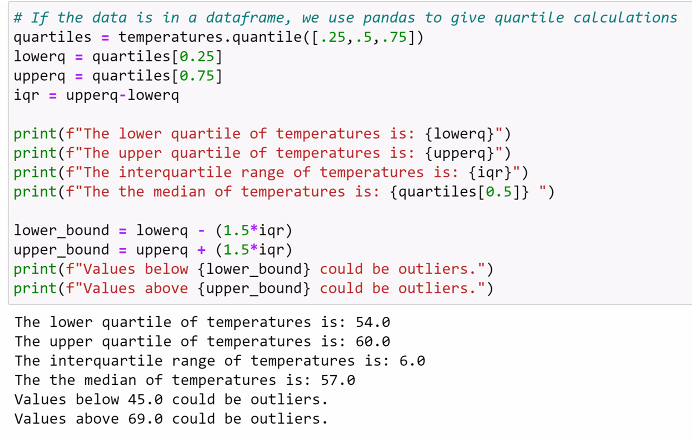 # If the data is in a dataframe, we use pandas to give quartile calculations
quartiles = temperatures.quantile([.25,.5,.75])
lowerq = quartiles[0.25]
upperq = quartiles[0.75]
iqr = upperq-lowerq
print(f"The lower quartile of temperatures is: {lowerq}")
print(f"The upper quartile of temperatures is: {upperq}")
print(f"The interquartile range of temperatures is: {iqr}")
print(f"The the median of temperatures is: {quartiles[0.5]} ")
lower_bound = lowerq - (1.5*iqr)
upper_bound = upperq + (1.5*iqr)
print(f"Values below {lower_bound} could be outliers.")
print(f"Values above {upper_bound} could be outliers.")
The lower quartile of temperatures is: 54.0
The upper quartile of temperatures is: 60.0
The interquartile range of temperatures is: 6.0
The the median of temperatures is: 57.0
Values below 45.0 could be outliers.
Values above 69.0 could be outliers.